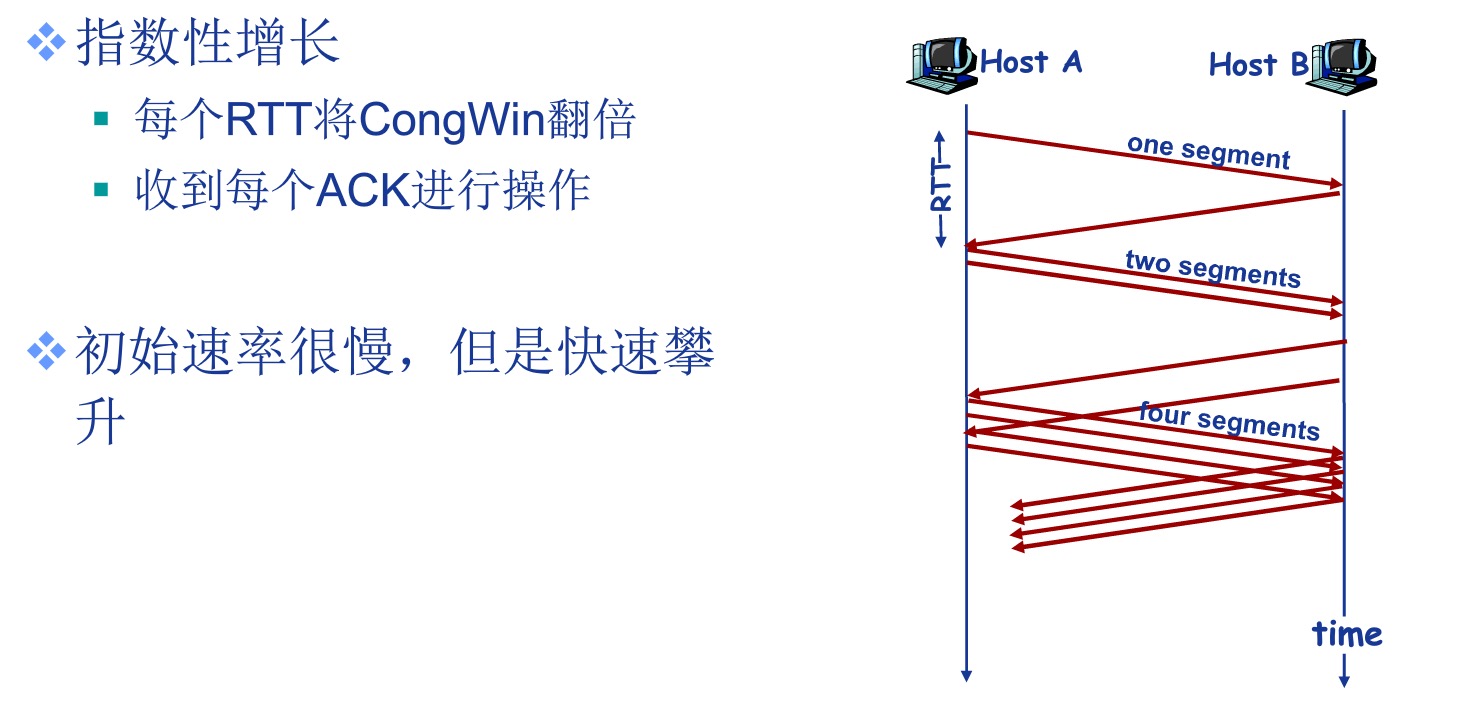 指数性增长
每个RTT将CongWin翻倍
收到每个ACK进行操作
初始速率很慢，但是快速攀
升
Host A
Host B
RTT
one segment
two segments
four segments
time